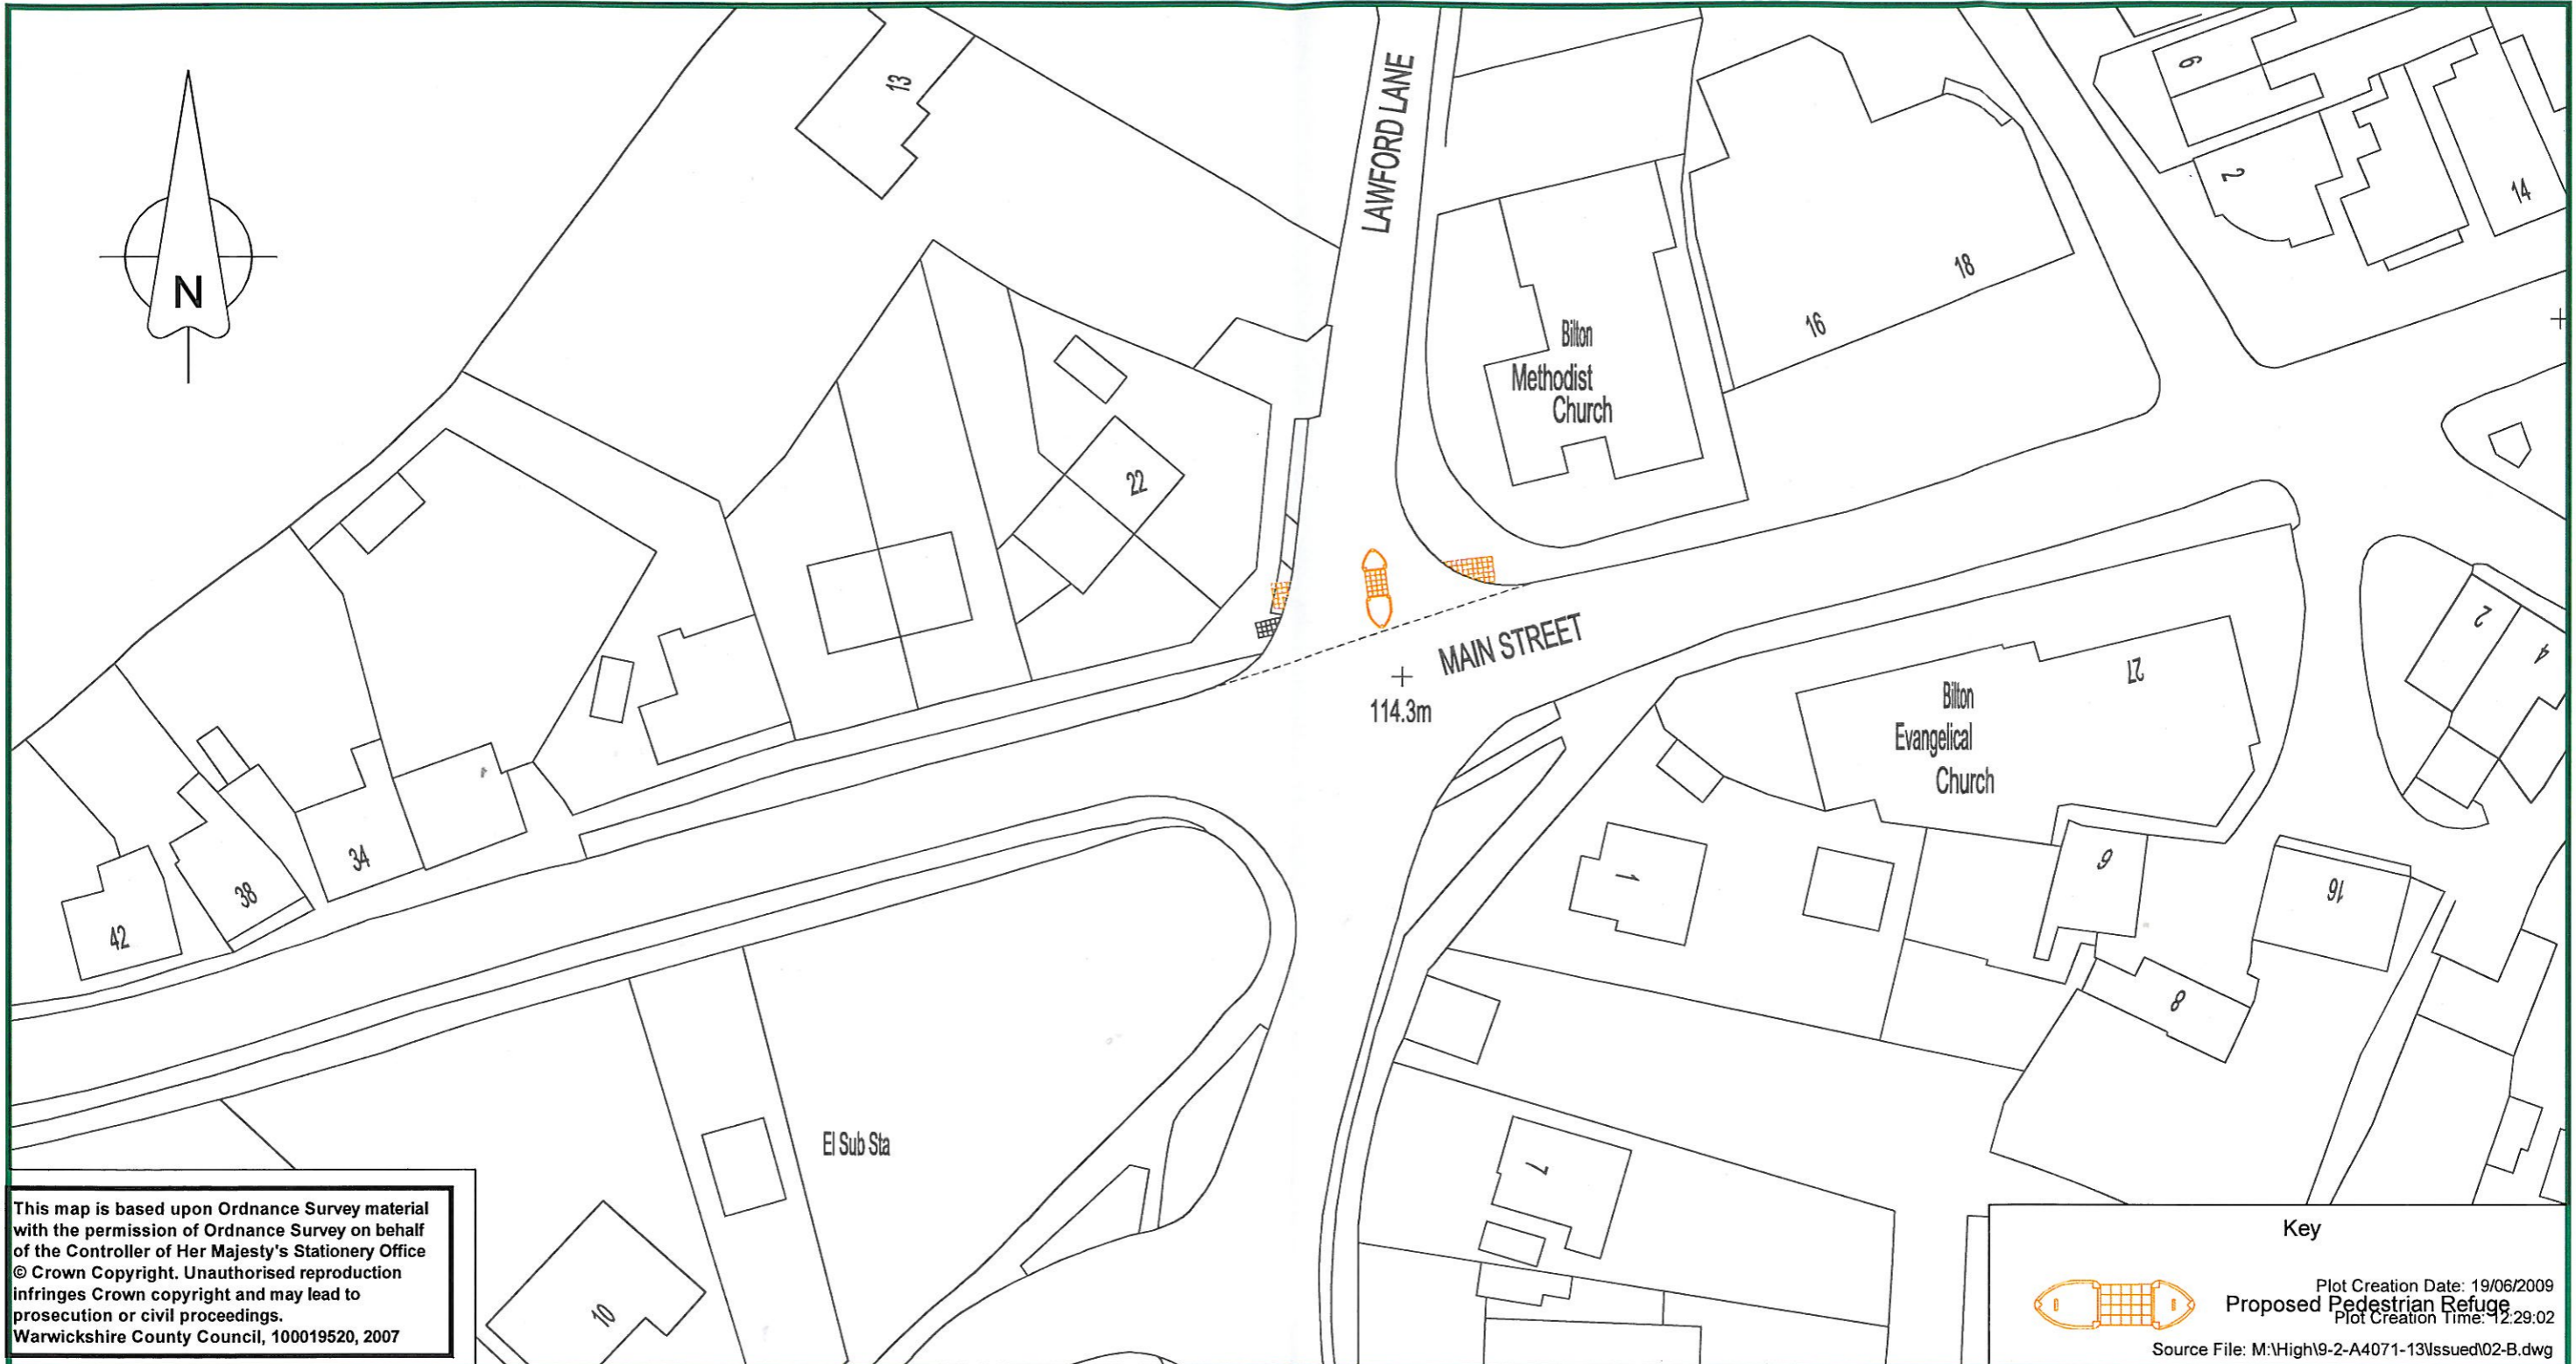 N
13
LAWFORD LANE
6
2
14
18
16
Bilton
Methodist
Church
22
MAIN STREET
114.3m
2
4
27
Bilton
Evangelical
Church
34
38
42
1
6
16
8
El Sub Sta
7
10
This map is based upon Ordnance Survey material
with the permission of Ordnance Survey on behalf
of the Controller of Her Majesty's Stationery Office
© Crown Copyright. Unauthorised reproduction
infringes Crown copyright and may lead to
prosecution or civil proceedings.
Warwickshire County Council, 100019520, 2007
Key
Plot Creation Date: 19/06/2009
Proposed Pedestrian Refuge
Plot Creation Time: 12:29:02
Source File: M:\High\9-2-A4071-13\Issued\02-B.dwg